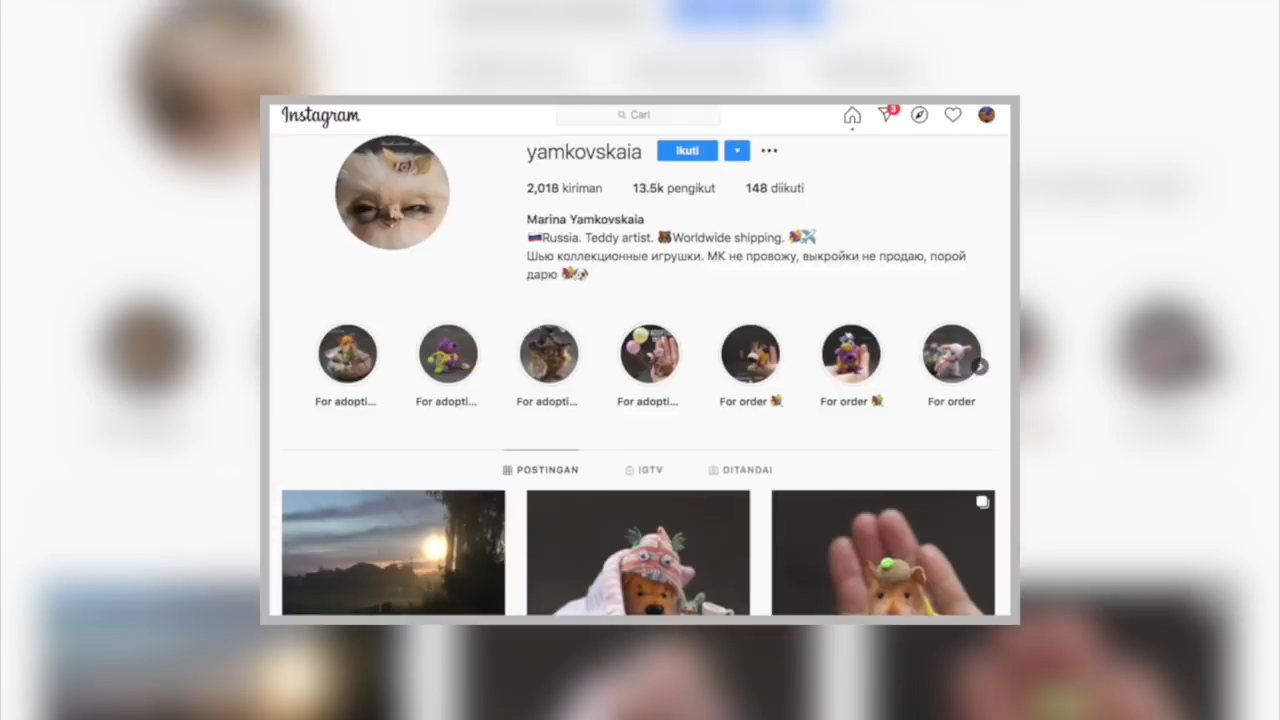 Instagram
Cari
3
yamkovskaia
Ikuti
2,018 kiriman 13.5k pengikut 148 diikuti
Marina Yamkovskaia
🇷🇺Russia. Teddy artist. 🐻Worldwide shipping. 💐✈️
Шью коллекционные игрушки. МК не провожу, выкройки не продаю, порой
дарю 💐🐶
For adopti... For adopti... For adopti... For adopti... For order 💐 For order 💐 For order
POSTINGAN IGTV DITANDAI